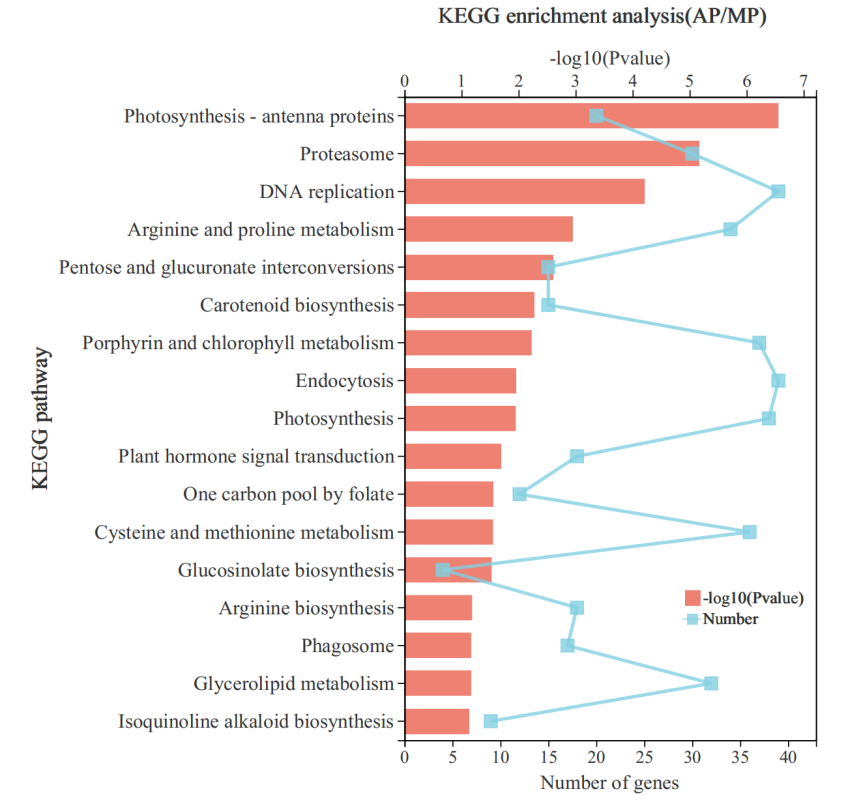 KEGG enrichment analysis(AP/MP)
-log10(Pvalue)
0 1 2 3 4 5 6 7
Photosynthesis - antenna proteins
Proteasome
DNA replication
Arginine and proline metabolism
Pentose and glucuronate interconversions
Carotenoid biosynthesis
Porphyrin and chlorophyll metabolism
Endocytosis
Photosynthesis
Plant hormone signal transduction
One carbon pool by folate
Cysteine and methionine metabolism
Glucosinolate biosynthesis
Arginine biosynthesis
Phagosome
Glycerolipid metabolism
Isoquinoline alkaloid biosynthesis
KEGG pathway
-log10(Pvalue)
Number
0 5 10 15 20 25 30 35 40
Number of genes